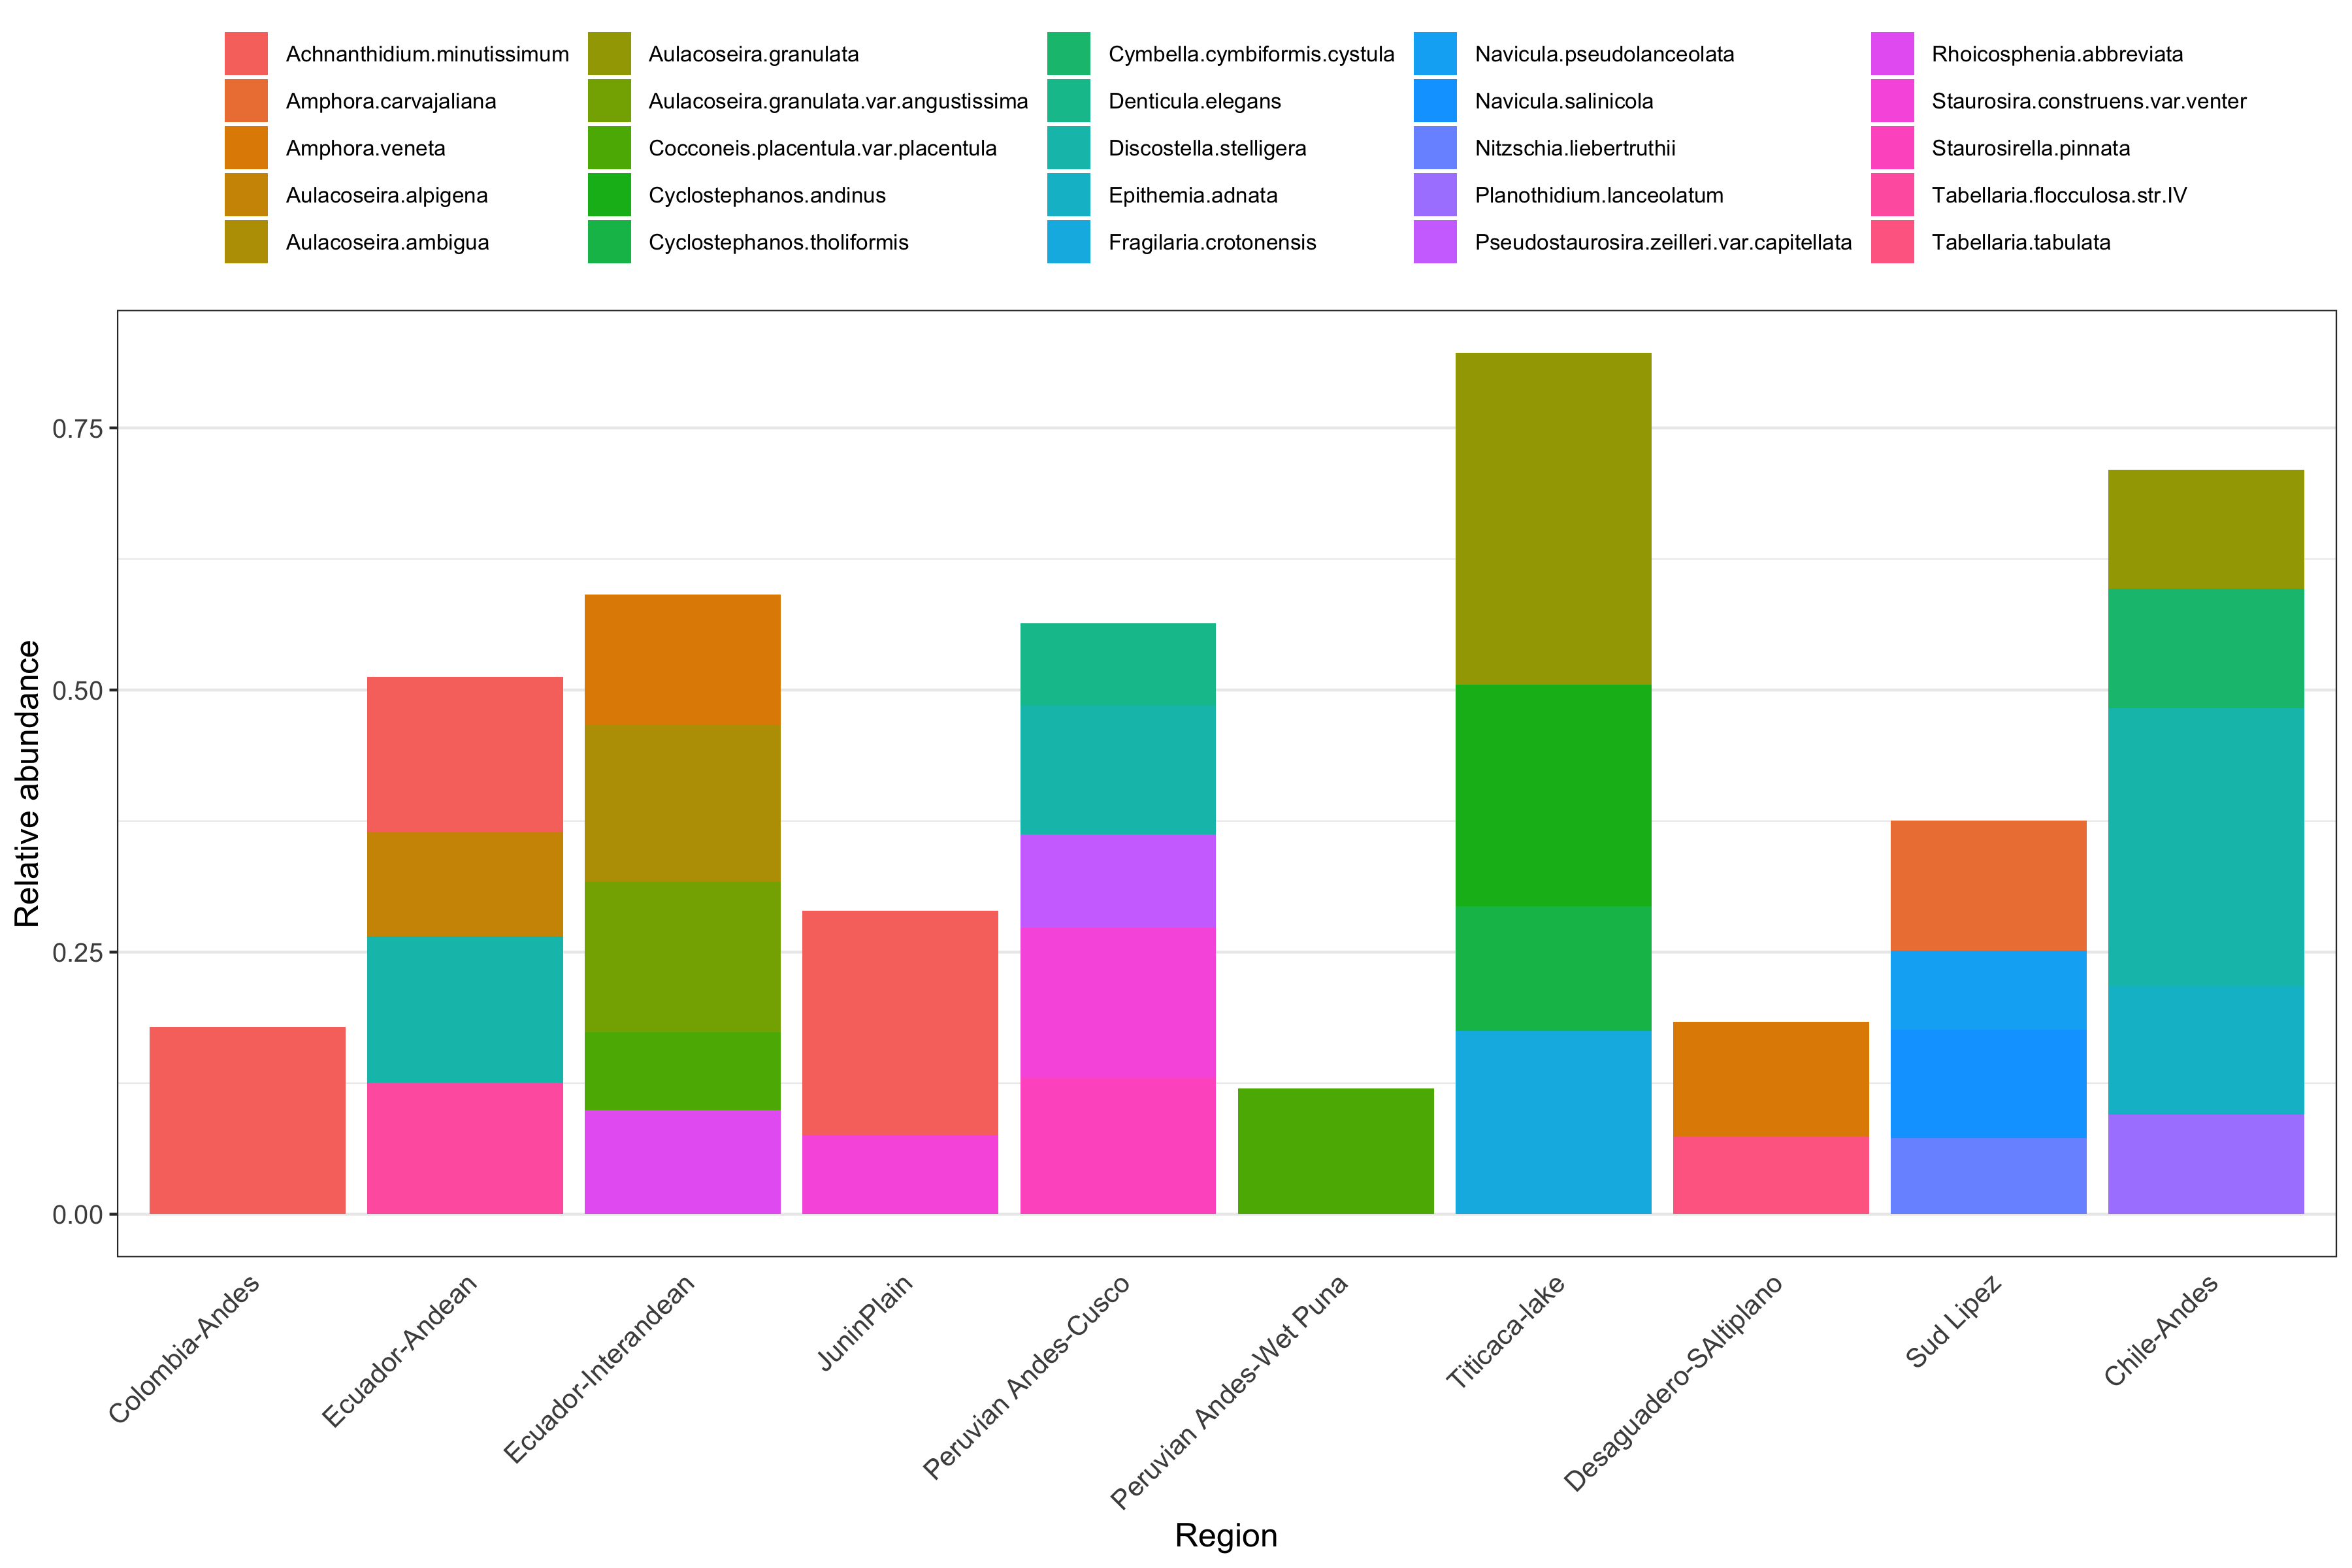 Achnanthidium.minutissimum
Amphora.carvajaliana
Amphora.veneta
Aulacoseira.alpigena
Aulacoseira.ambigua
Aulacoseira.granulata
Aulacoseira.granulata.var.angustissima
Cocconeis.placentula.var.placentula
Cyclostephanos.andinus
Cyclostephanos.tholiformis
Cymbella.cymbiformis.cystula
Denticula.elegans
Discostella.stelligera
Epithemia.adnata
Fragilaria.crotonensis
Navicula.pseudolanceolata
Navicula.salinicola
Nitzschia.liebertruthii
Planothidium.lanceolatum
Pseudostaurosira.zeilleri.var.capitellata
Rhoicosphenia.abbreviata
Staurosira.construens.var.venter
Staurosirella.pinnata
Tabellaria.flocculosa.str.IV
Tabellaria.tabulata
Relative abundance
0.75
0.50
0.25
0.00
Colombia-Andes
Ecuador-Andean
Ecuador-Interandean
JuninPlain
Peruvian Andes-Cusco
Peruvian Andes-Wet Puna
Titicaca-lake
Desaguadero-SAltiplano
Sud Lipez
Chile-Andes
Region